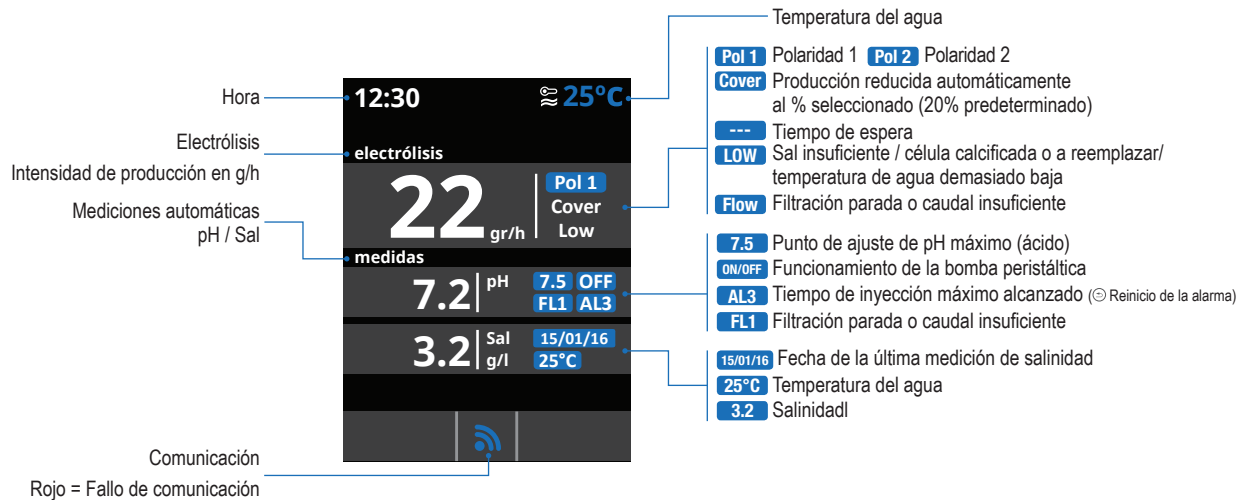 Temperatura del agua
Pol 1 Polaridad 1 Pol 2 Polaridad 2
Cover Producción reducida automáticamente
al % seleccionado (20% predeterminado)
--- Tiempo de espera
LOW Sal insuficiente / célula calcificada o a reemplazar/
temperatura de agua demasiado baja
Flow Filtración parada o caudal insuficiente
7.5 Punto de ajuste de pH máximo (ácido)
ON/OFF Funcionamiento de la bomba peristáltica
AL3 Tiempo de inyección máximo alcanzado (⊝ Reinicio de la alarma)
FL1 Filtración parada o caudal insuficiente
15/01/16 Fecha de la última medición de salinidad
25°C Temperatura del agua
3.2 Salinidadl
Hora
Electrólisis
Intensidad de producción en g/h
Mediciones automáticas
pH / Sal
Comunicación
Rojo = Fallo de comunicación
12:30 25°C
electrólisis
22 gr/h
Pol 1
Cover
Low
medidas
7.2 pH 7.5 OFF
FL1 AL3
3.2 Sal 15/01/16
g/l 25°C